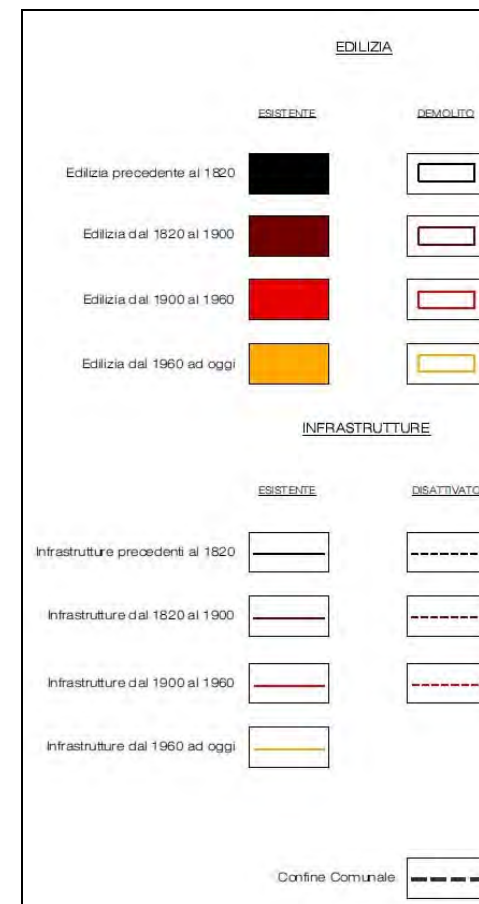 EDILIZIA
ESISTENTE DEMOLITO
Edilizia precedente al 1820
Edilizia dal 1820 al 1900
Edilizia dal 1900 al 1960
Edilizia dal 1960 ad oggi
INFRASTRUTTURE
ESISTENTE DISATTIVATO
Infrastrutture precedenti al 1820
Infrastrutture dal 1820 al 1900
Infrastrutture dal 1900 al 1960
Infrastrutture dal 1960 ad oggi
Confine Comunale